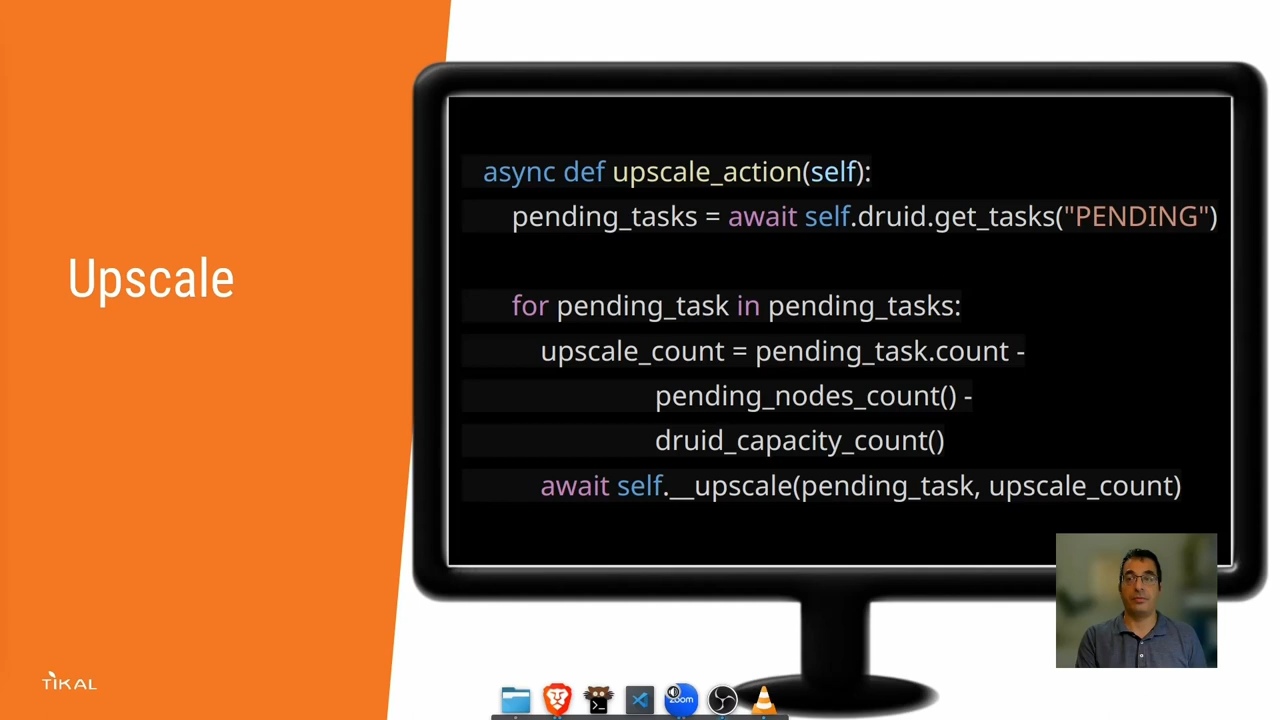 Upscale
async def upscale_action(self):
pending_tasks = await self.druid.get_tasks("PENDING")
for pending_task in pending_tasks:
upscale_count = pending_task.count -
pending_nodes_count() -
druid_capacity_count()
await self.__upscale(pending_task, upscale_count)
TIKAL
zoom